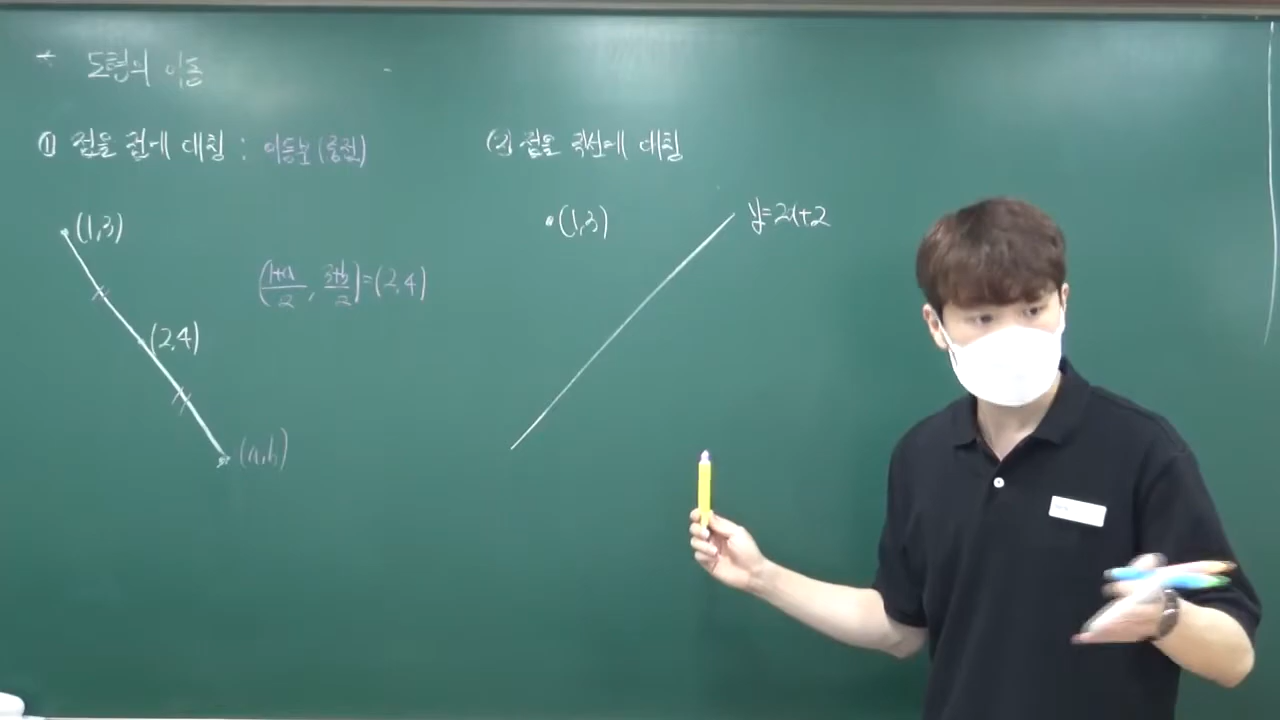 * 도형의 이동
① 점을 점에 대칭 : 이등분 (중점)
(1,3)
(1+a/2, 3+b/2)=(2,4)
(2,4)
(a,b)
(2) 점을 직선에 대칭
(1,3)
y=2x+2